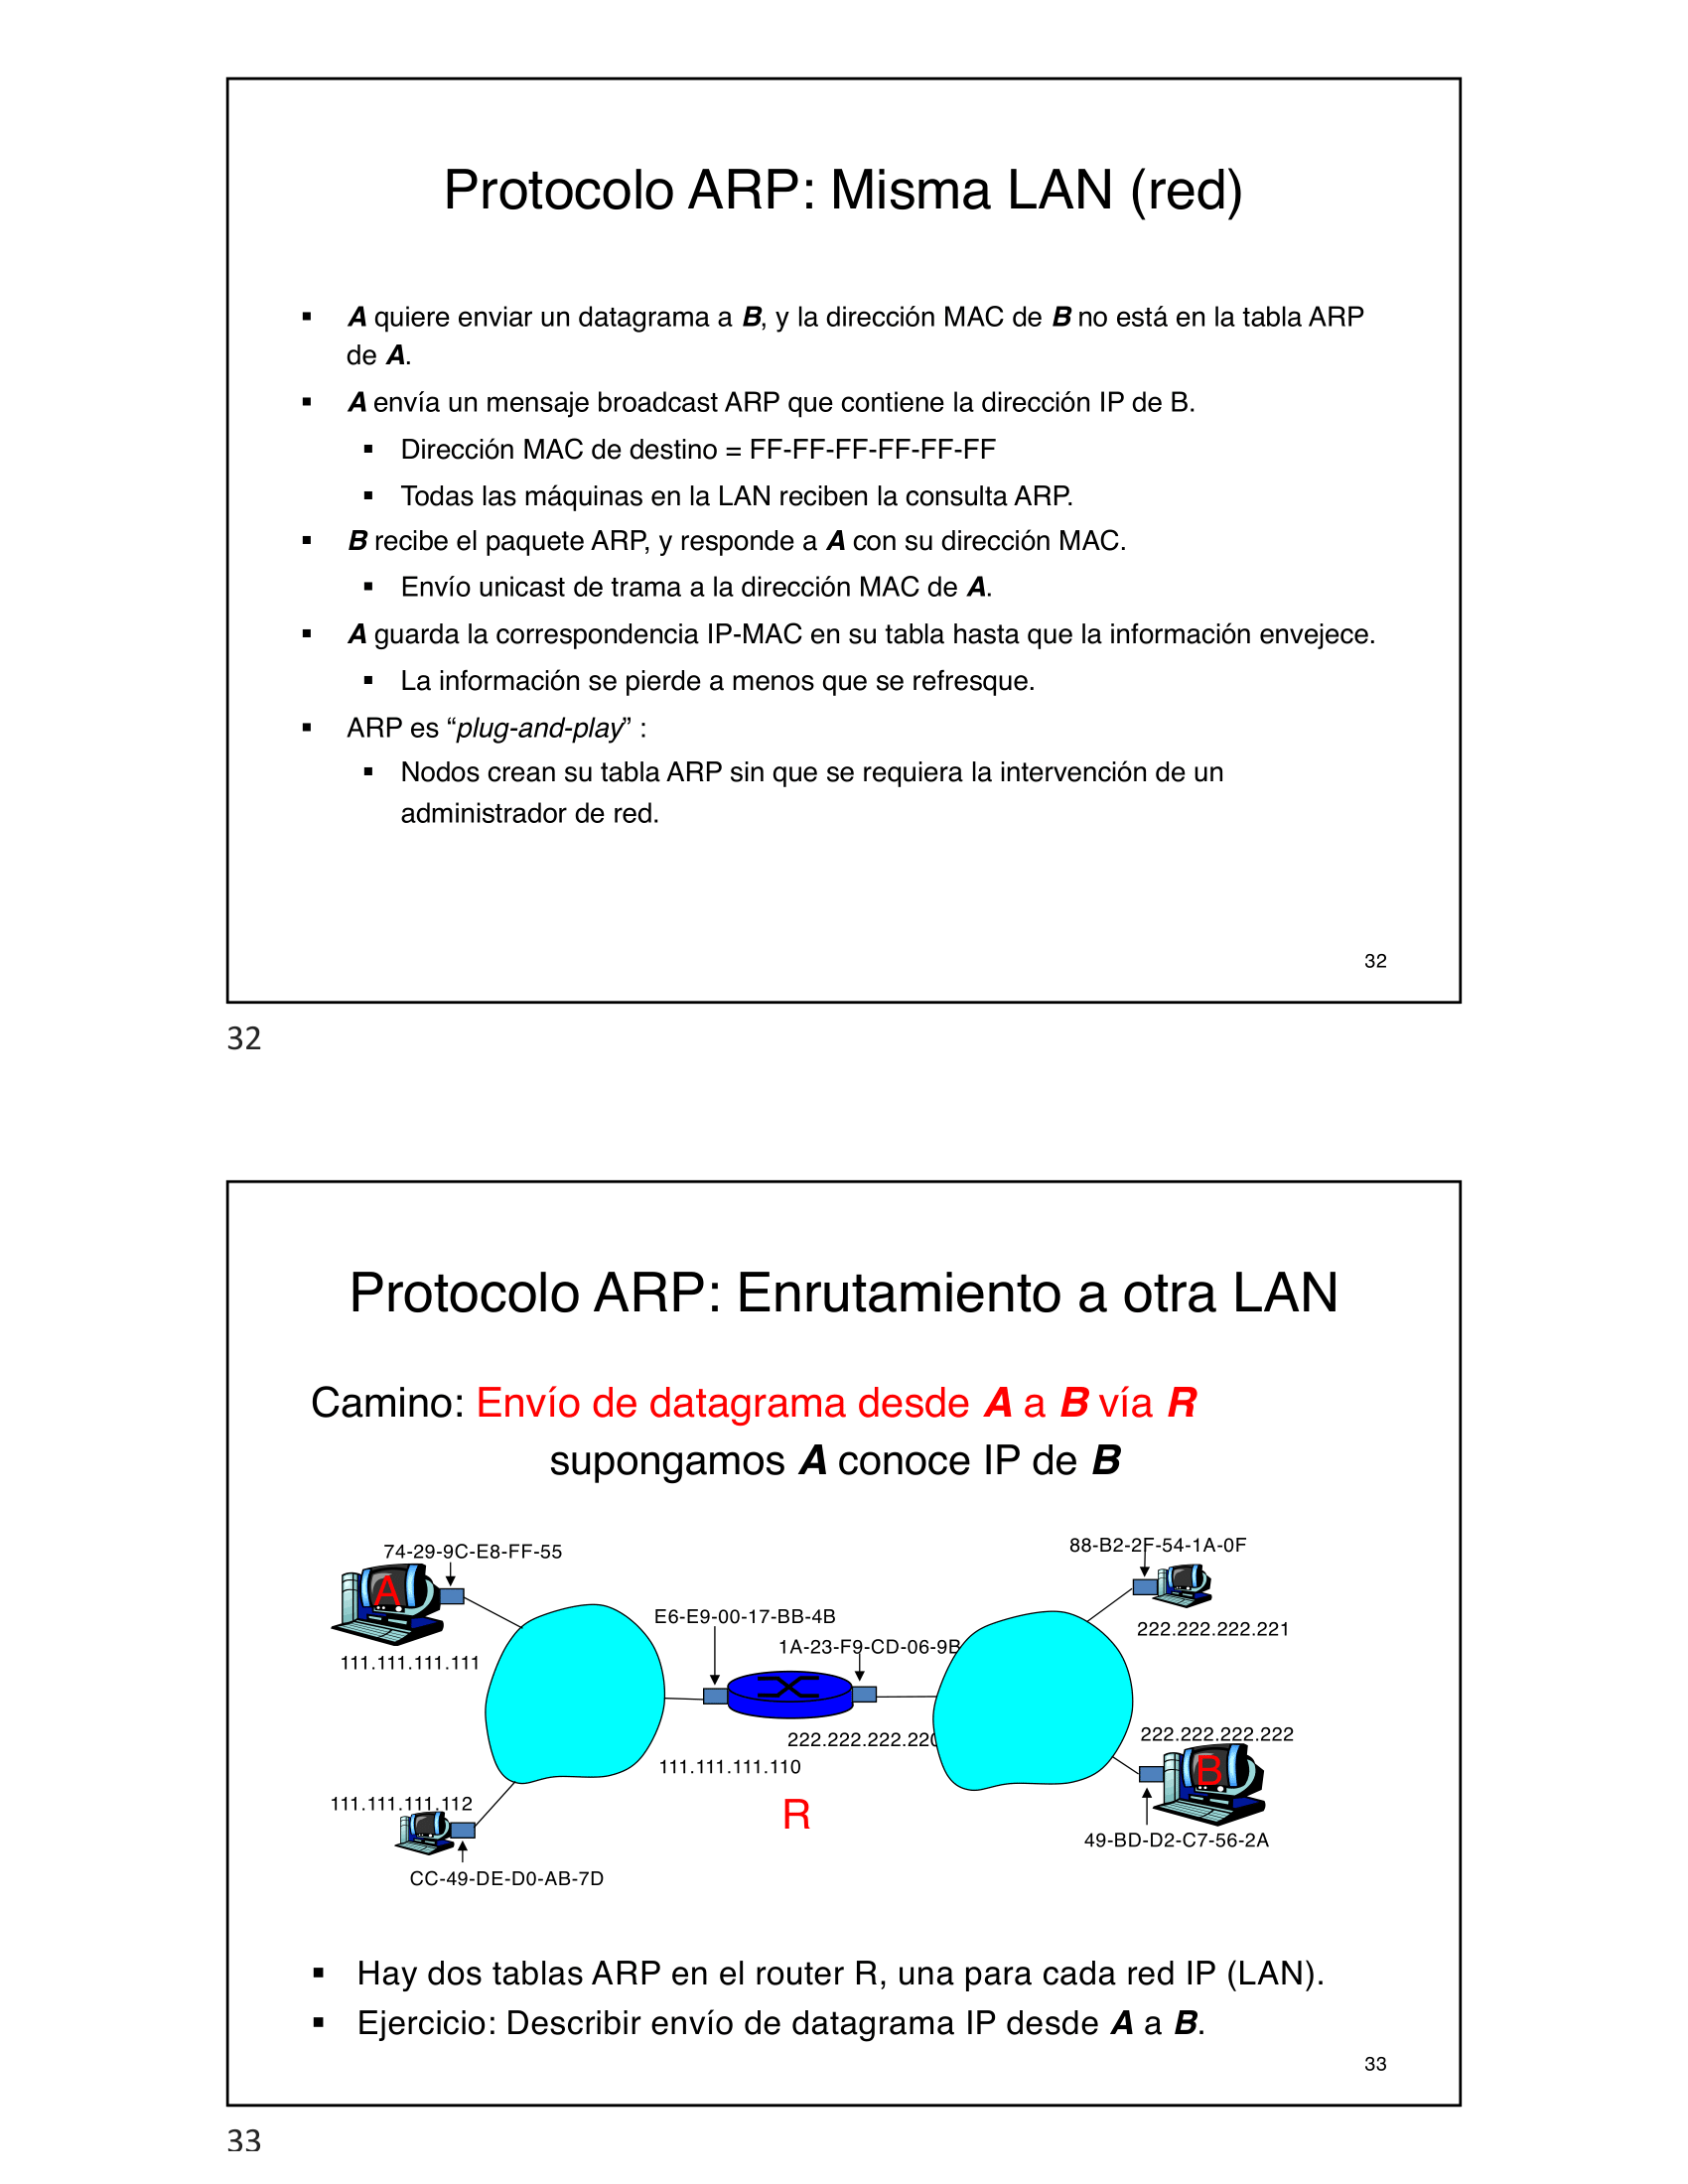 Protocolo ARP: Misma LAN (red)
▪ A quiere enviar un datagrama a B, y la dirección MAC de B no está en la tabla ARP
de A.
▪ A envía un mensaje broadcast ARP que contiene la dirección IP de B.
▪ Dirección MAC de destino = FF-FF-FF-FF-FF-FF
▪ Todas las máquinas en la LAN reciben la consulta ARP.
▪ B recibe el paquete ARP, y responde a A con su dirección MAC.
▪ Envío unicast de trama a la dirección MAC de A.
▪ A guarda la correspondencia IP-MAC en su tabla hasta que la información envejece.
▪ La información se pierde a menos que se refresque.
▪ ARP es “plug-and-play” :
▪ Nodos crean su tabla ARP sin que se requiera la intervención de un
administrador de red.
32
32
Protocolo ARP: Enrutamiento a otra LAN
Camino: Envío de datagrama desde A a B vía R
supongamos A conoce IP de B
74-29-9C-E8-FF-55
88-B2-2F-54-1A-0F
A
E6-E9-00-17-BB-4B
222.222.222.221
1A-23-F9-CD-06-9B
111.111.111.111
222.222.222.220
222.222.222.222
111.111.111.110
B
111.111.111.112
R
49-BD-D2-C7-56-2A
CC-49-DE-D0-AB-7D
▪ Hay dos tablas ARP en el router R, una para cada red IP (LAN).
▪ Ejercicio: Describir envío de datagrama IP desde A a B.
33
33